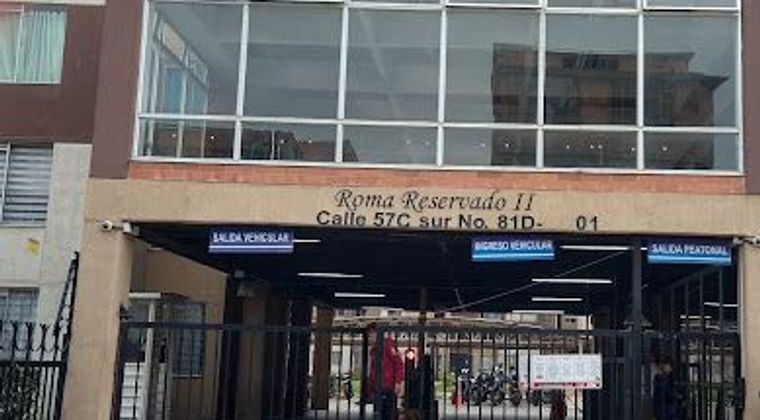 Roma Reservado II
Calle 57C sur No. 81D- 01
SALIDA VEHICULAR
INGRESO VEHICULAR
SALIDA PEATONAL